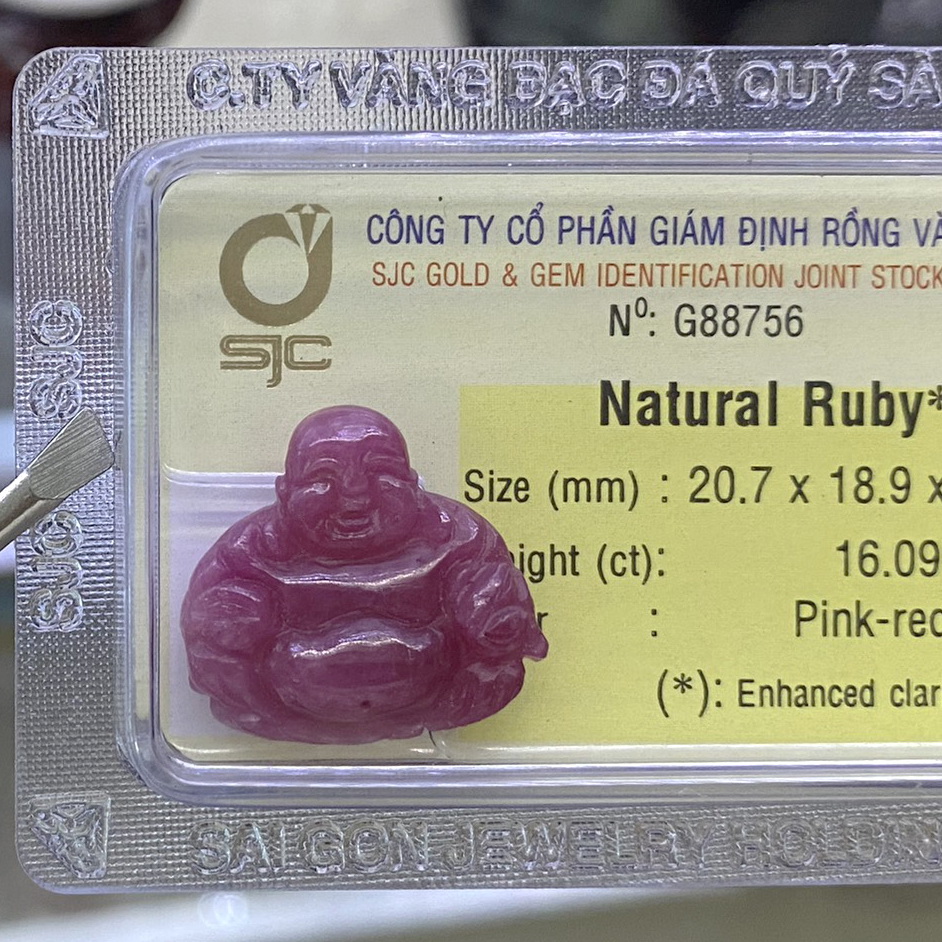 C.TY VÀNG BẠC ĐÁ QUÝ SÀ
SJC
SJC
SJC
CÔNG TY CỔ PHẦN GIÁM ĐỊNH RỒNG VÀ
SJC GOLD & GEM IDENTIFICATION JOINT STOCK
Nº: G88756
Natural Ruby*
Size (mm) : 20.7 x 18.9 x
ight (ct): 16.09
r : Pink-red
(*): Enhanced clar
SAIGON JEWELRY HOLDIN